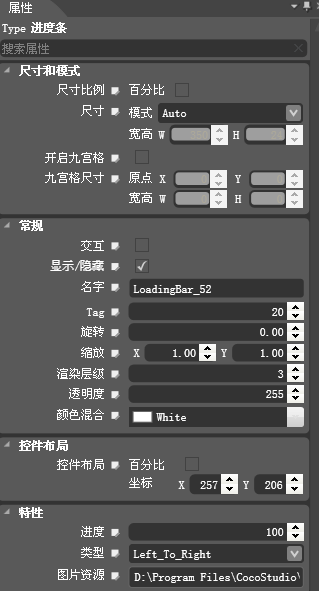 属性
Type 进度条
搜索属性
尺寸和模式
尺寸比例 百分比
尺寸 模式 Auto
宽高 W H
开启九宫格
九宫格尺寸 原点 X Y
宽高 W H
常规
交互
显示/隐藏
名字 LoadingBar_52
Tag 20
旋转 0.00
缩放 X 1.00 Y 1.00
渲染层级 3
透明度 255
颜色混合 White
控件布局
控件布局 百分比
坐标 X 257 Y 206
特性
进度 100
类型 Left_To_Right
图片资源 D:\Program Files\CocoStudio\